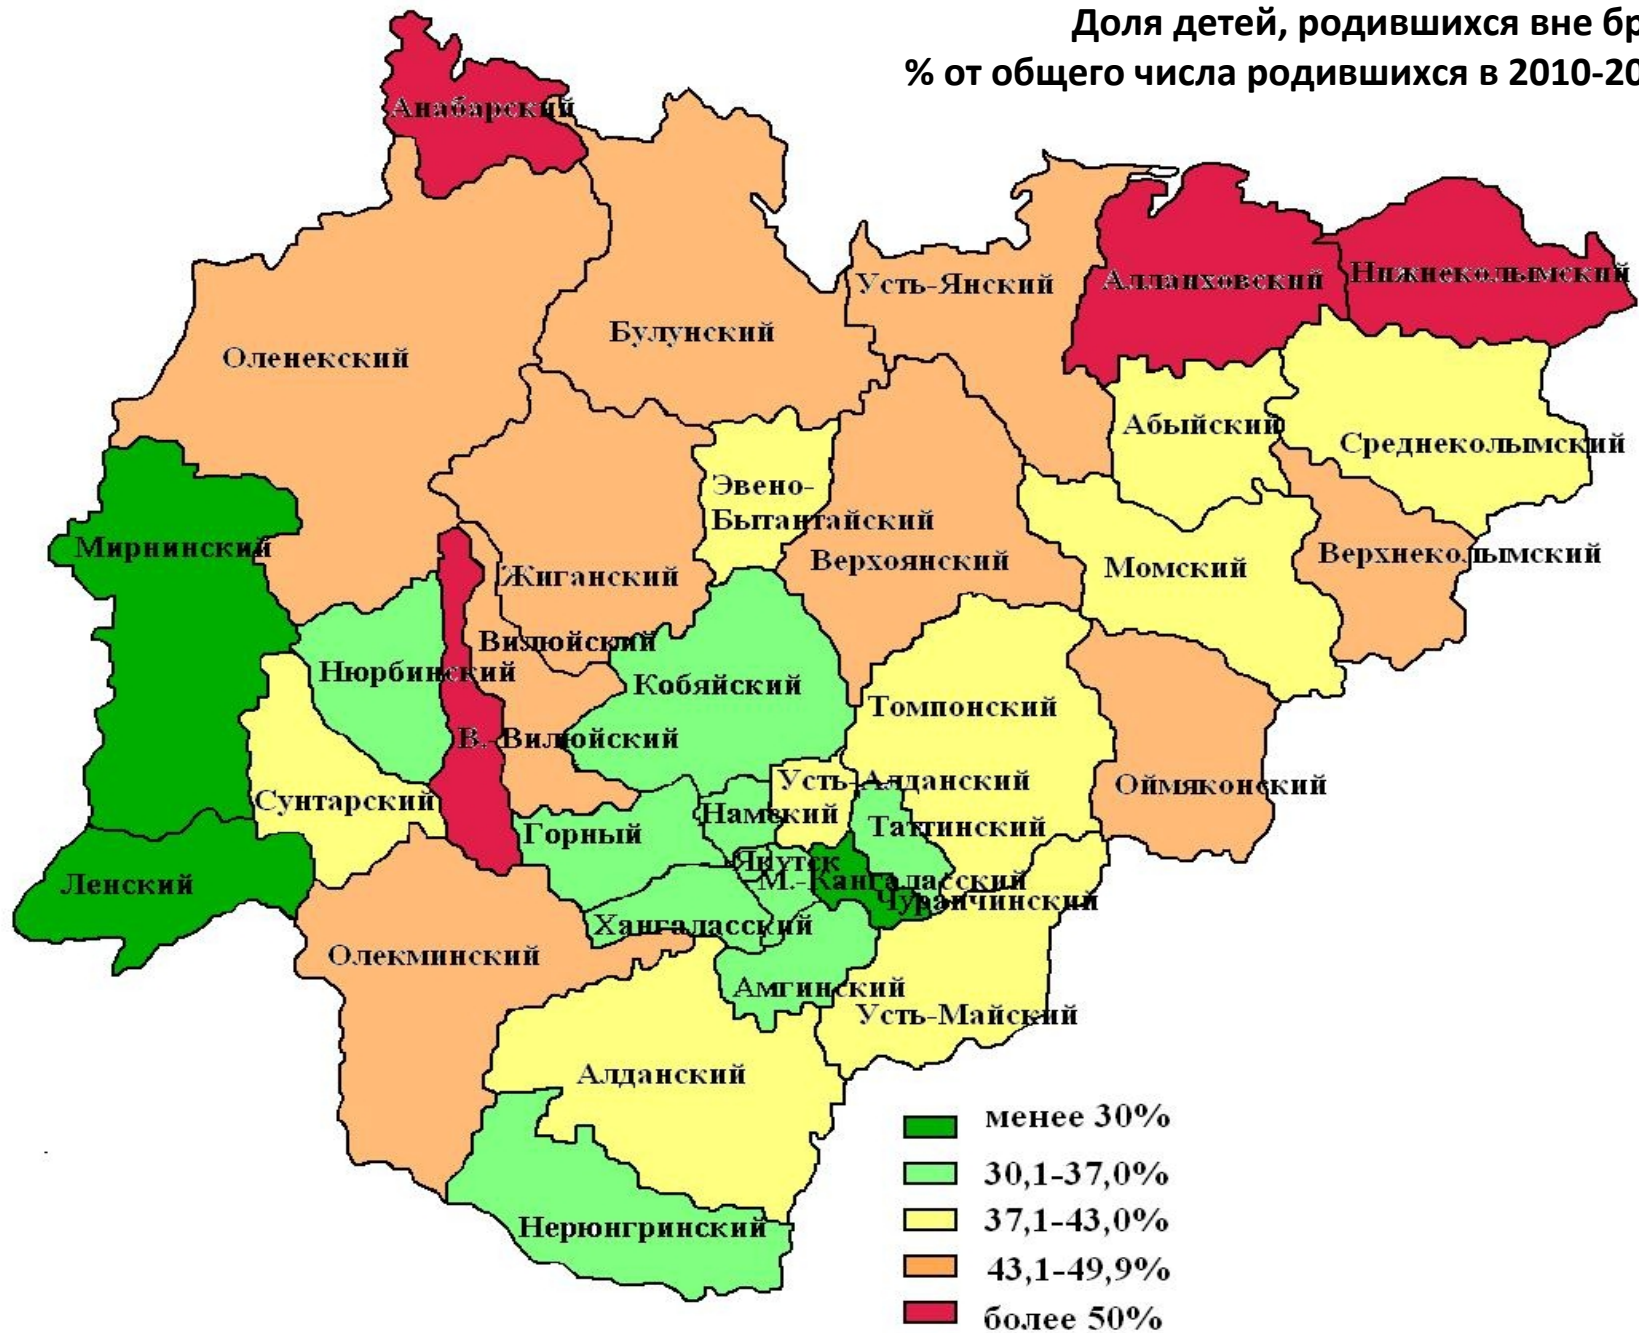 Доля детей, родившихся вне бр
% от общего числа родившихся в 2010-20
Анабарский
Усть-Янский
Аллаиховский
Нижнеколымский
Булунский
Оленекский
Абыйский
Среднеколымский
Эвено-
Бытантайский
Мирнинский
Жиганский
Верхоянский
Момский
Верхнеколымский
Вилюйский
Нюрбинский
Кобяйский
Томпонский
В.-Вилюйский
Усть-Алданский
Оймяконский
Сунтарский
Намский
Горный
Таттинский
Якутск
М.-Кангаласский
Ленский
Чурапчинский
Хангаласский
Олекминский
Амгинский
Усть-Майский
Алданский
Нерюнгринский
менее 30%
30,1-37,0%
37,1-43,0%
43,1-49,9%
более 50%